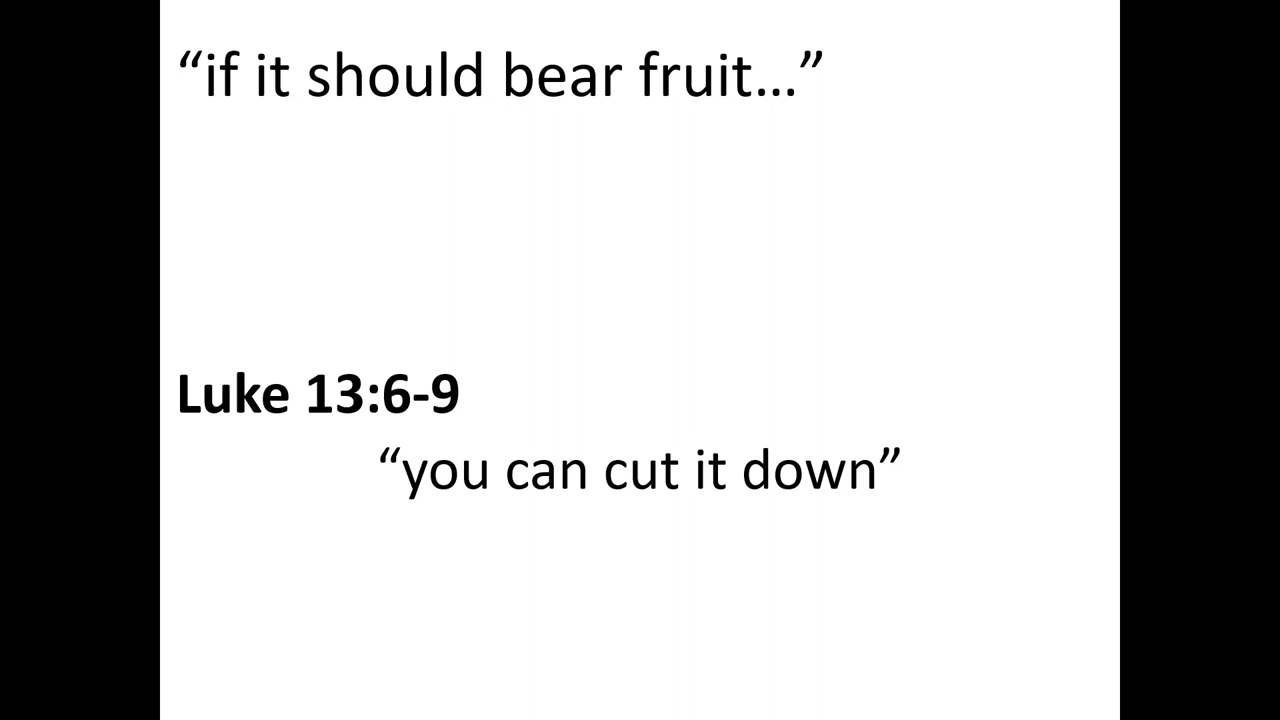 “if it should bear fruit…”
Luke 13:6-9
“you can cut it down”